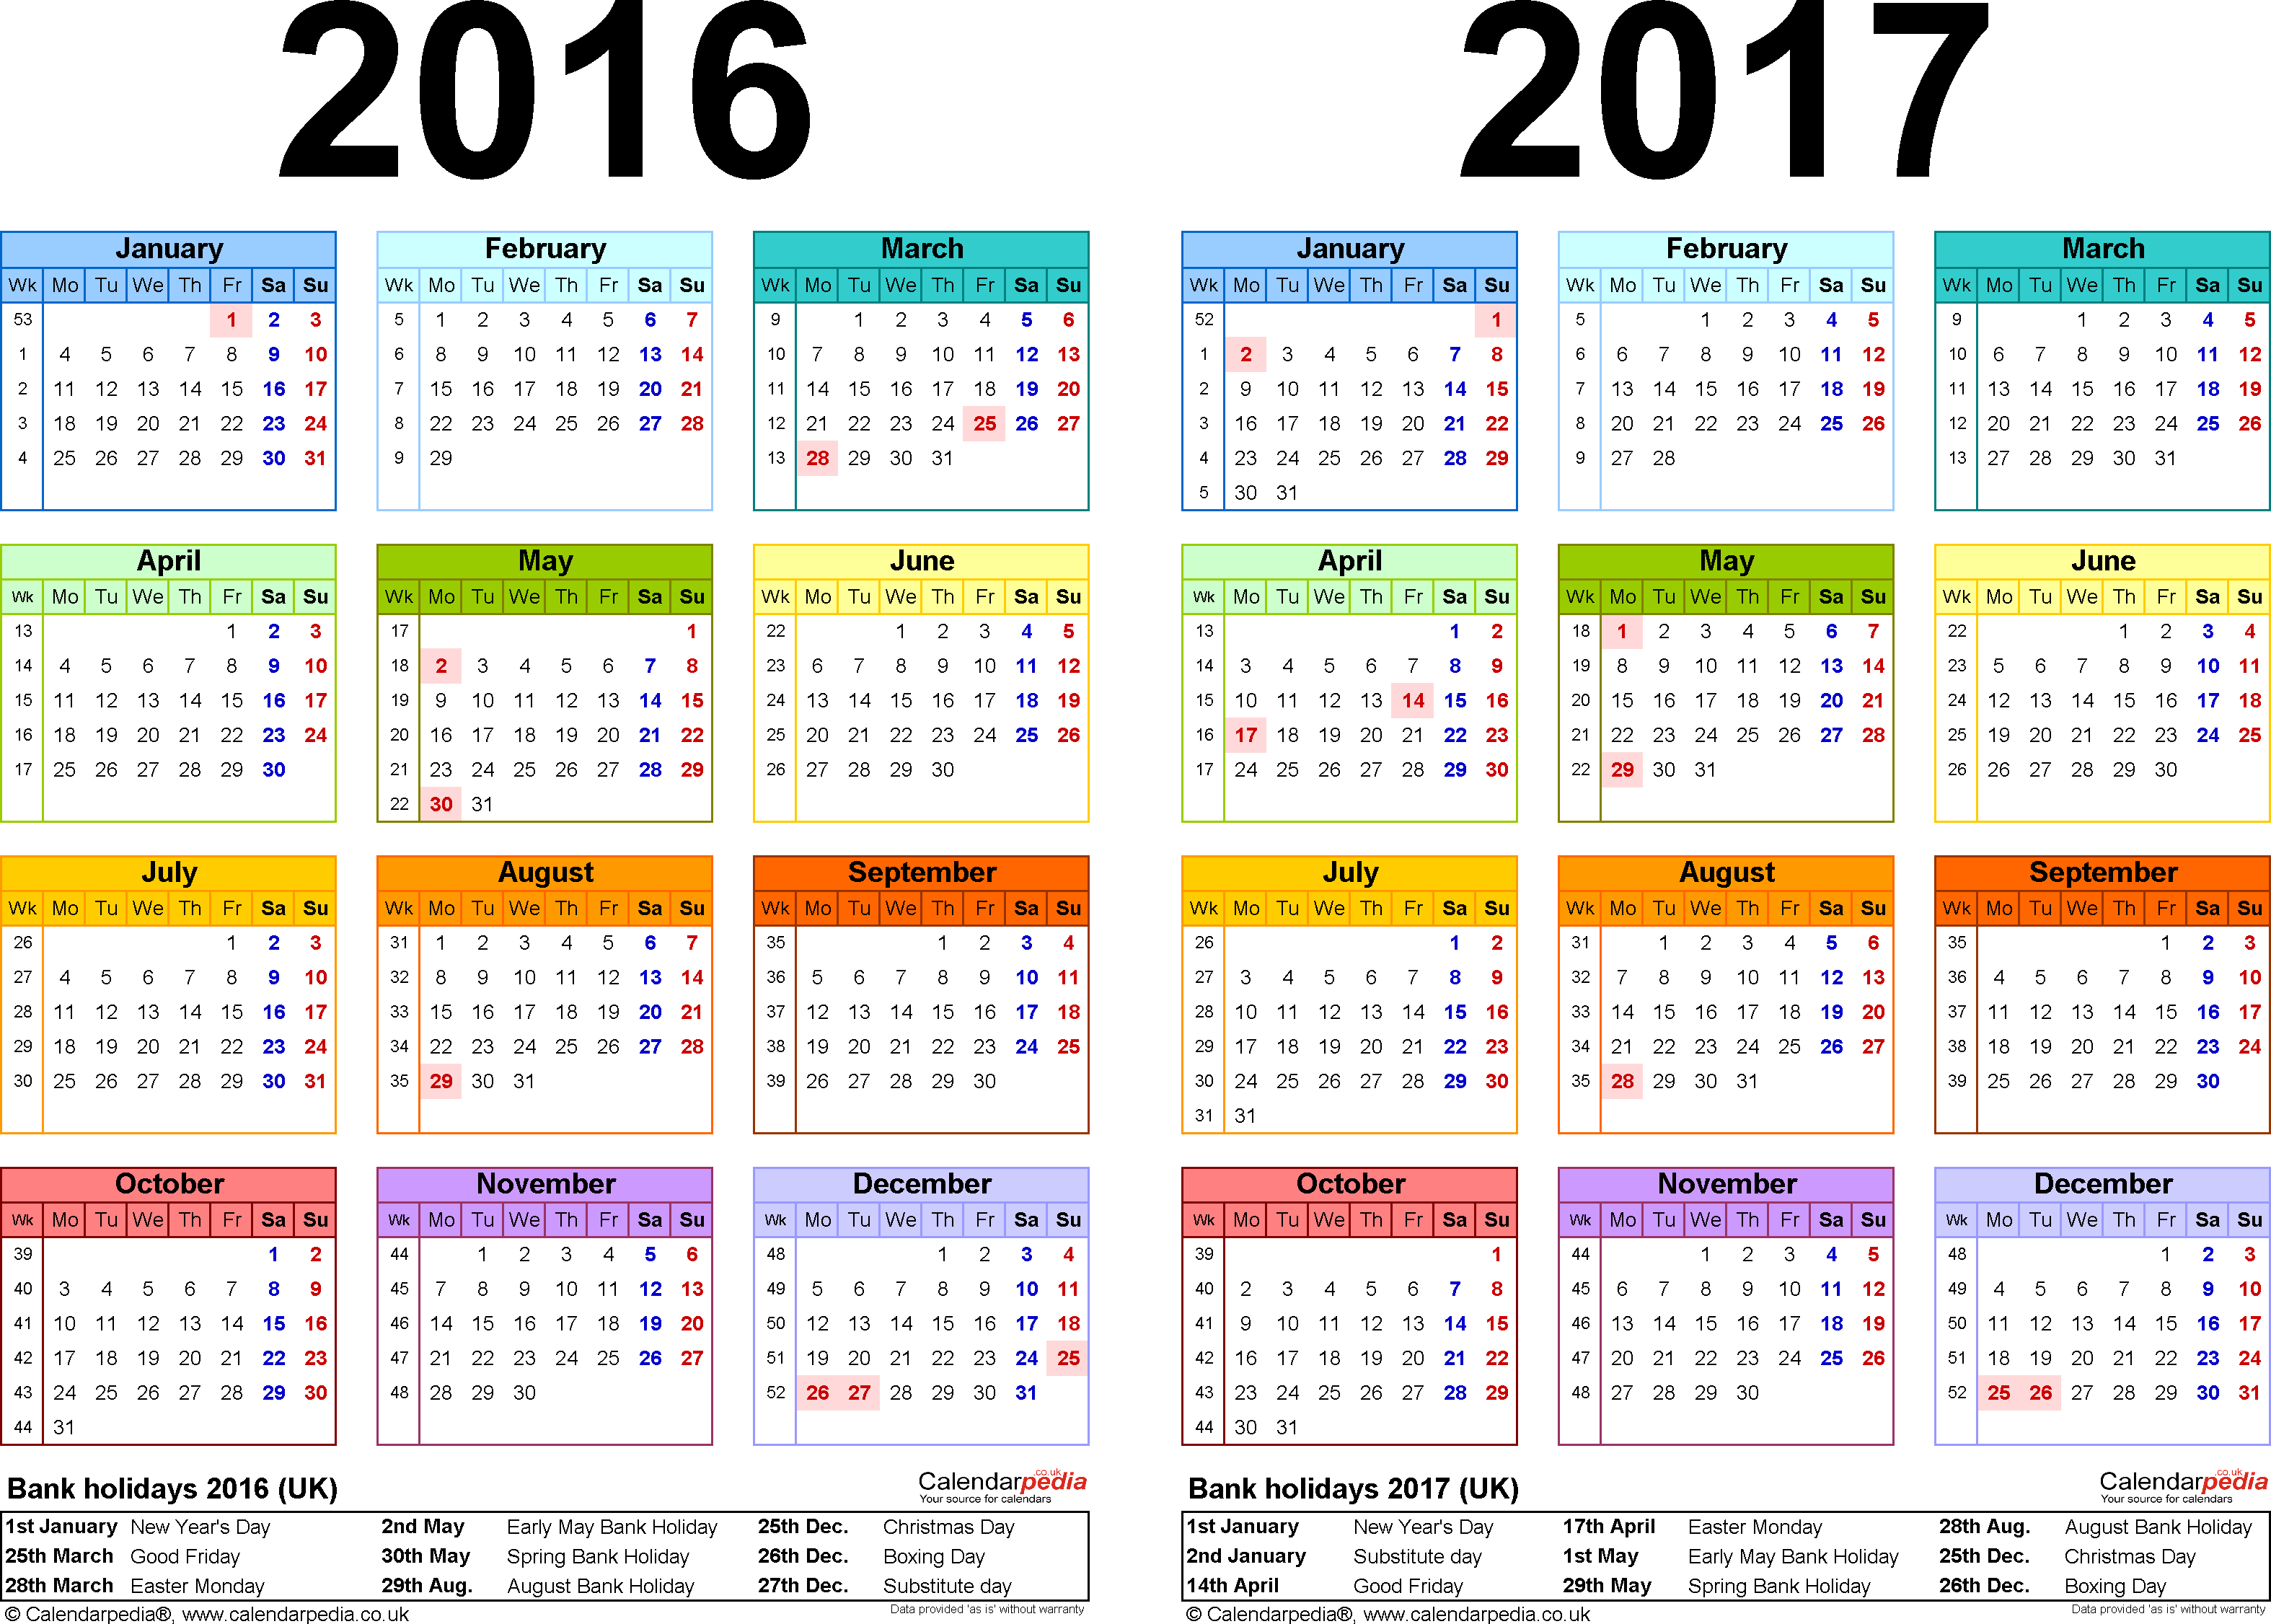 2016
2017
January
Wk Mo Tu We Th Fr Sa Su
53 1 2 3
1 4 5 6 7 8 9 10
2 11 12 13 14 15 16 17
3 18 19 20 21 22 23 24
4 25 26 27 28 29 30 31
February
Wk Mo Tu We Th Fr Sa Su
5 1 2 3 4 5 6 7
6 8 9 10 11 12 13 14
7 15 16 17 18 19 20 21
8 22 23 24 25 26 27 28
9 29
March
Wk Mo Tu We Th Fr Sa Su
9 1 2 3 4 5 6
10 7 8 9 10 11 12 13
11 14 15 16 17 18 19 20
12 21 22 23 24 25 26 27
13 28 29 30 31
April
Wk Mo Tu We Th Fr Sa Su
13 1 2 3
14 4 5 6 7 8 9 10
15 11 12 13 14 15 16 17
16 18 19 20 21 22 23 24
17 25 26 27 28 29 30
May
Wk Mo Tu We Th Fr Sa Su
17 1
18 2 3 4 5 6 7 8
19 9 10 11 12 13 14 15
20 16 17 18 19 20 21 22
21 23 24 25 26 27 28 29
22 30 31
June
Wk Mo Tu We Th Fr Sa Su
22 1 2 3 4 5
23 6 7 8 9 10 11 12
24 13 14 15 16 17 18 19
25 20 21 22 23 24 25 26
26 27 28 29 30
July
Wk Mo Tu We Th Fr Sa Su
26 1 2 3
27 4 5 6 7 8 9 10
28 11 12 13 14 15 16 17
29 18 19 20 21 22 23 24
30 25 26 27 28 29 30 31
August
Wk Mo Tu We Th Fr Sa Su
31 1 2 3 4 5 6 7
32 8 9 10 11 12 13 14
33 15 16 17 18 19 20 21
34 22 23 24 25 26 27 28
35 29 30 31
September
Wk Mo Tu We Th Fr Sa Su
35 1 2 3 4
36 5 6 7 8 9 10 11
37 12 13 14 15 16 17 18
38 19 20 21 22 23 24 25
39 26 27 28 29 30
October
Wk Mo Tu We Th Fr Sa Su
39 1 2
40 3 4 5 6 7 8 9
41 10 11 12 13 14 15 16
42 17 18 19 20 21 22 23
43 24 25 26 27 28 29 30
44 31
November
Wk Mo Tu We Th Fr Sa Su
44 1 2 3 4 5 6
45 7 8 9 10 11 12 13
46 14 15 16 17 18 19 20
47 21 22 23 24 25 26 27
48 28 29 30
December
Wk Mo Tu We Th Fr Sa Su
48 1 2 3 4
49 5 6 7 8 9 10 11
50 12 13 14 15 16 17 18
51 19 20 21 22 23 24 25
52 26 27 28 29 30 31
Bank holidays 2016 (UK)
Calendarpedia.co.uk
Your source for calendars
1st January New Year's Day 2nd May Early May Bank Holiday 25th Dec. Christmas Day
25th March Good Friday 30th May Spring Bank Holiday 26th Dec. Boxing Day
28th March Easter Monday 29th Aug. August Bank Holiday 27th Dec. Substitute day
© Calendarpedia®, www.calendarpedia.co.uk
Data provided 'as is' without warranty
January
Wk Mo Tu We Th Fr Sa Su
52 1
1 2 3 4 5 6 7 8
2 9 10 11 12 13 14 15
3 16 17 18 19 20 21 22
4 23 24 25 26 27 28 29
5 30 31
February
Wk Mo Tu We Th Fr Sa Su
5 1 2 3 4 5
6 6 7 8 9 10 11 12
7 13 14 15 16 17 18 19
8 20 21 22 23 24 25 26
9 27 28
March
Wk Mo Tu We Th Fr Sa Su
9 1 2 3 4 5
10 6 7 8 9 10 11 12
11 13 14 15 16 17 18 19
12 20 21 22 23 24 25 26
13 27 28 29 30 31
April
Wk Mo Tu We Th Fr Sa Su
13 1 2
14 3 4 5 6 7 8 9
15 10 11 12 13 14 15 16
16 17 18 19 20 21 22 23
17 24 25 26 27 28 29 30
May
Wk Mo Tu We Th Fr Sa Su
18 1 2 3 4 5 6 7
19 8 9 10 11 12 13 14
20 15 16 17 18 19 20 21
21 22 23 24 25 26 27 28
22 29 30 31
June
Wk Mo Tu We Th Fr Sa Su
22 1 2 3 4
23 5 6 7 8 9 10 11
24 12 13 14 15 16 17 18
25 19 20 21 22 23 24 25
26 26 27 28 29 30
July
Wk Mo Tu We Th Fr Sa Su
26 1 2
27 3 4 5 6 7 8 9
28 10 11 12 13 14 15 16
29 17 18 19 20 21 22 23
30 24 25 26 27 28 29 30
31 31
August
Wk Mo Tu We Th Fr Sa Su
31 1 2 3 4 5 6
32 7 8 9 10 11 12 13
33 14 15 16 17 18 19 20
34 21 22 23 24 25 26 27
35 28 29 30 31
September
Wk Mo Tu We Th Fr Sa Su
35 1 2 3
36 4 5 6 7 8 9 10
37 11 12 13 14 15 16 17
38 18 19 20 21 22 23 24
39 25 26 27 28 29 30
October
Wk Mo Tu We Th Fr Sa Su
39 1
40 2 3 4 5 6 7 8
41 9 10 11 12 13 14 15
42 16 17 18 19 20 21 22
43 23 24 25 26 27 28 29
44 30 31
November
Wk Mo Tu We Th Fr Sa Su
44 1 2 3 4 5
45 6 7 8 9 10 11 12
46 13 14 15 16 17 18 19
47 20 21 22 23 24 25 26
48 27 28 29 30
December
Wk Mo Tu We Th Fr Sa Su
48 1 2 3
49 4 5 6 7 8 9 10
50 11 12 13 14 15 16 17
51 18 19 20 21 22 23 24
52 25 26 27 28 29 30 31
Bank holidays 2017 (UK)
Calendarpedia.co.uk
Your source for calendars
1st January New Year's Day 17th April Easter Monday 28th Aug. August Bank Holiday
2nd January Substitute day 1st May Early May Bank Holiday 25th Dec. Christmas Day
14th April Good Friday 29th May Spring Bank Holiday 26th Dec. Boxing Day
© Calendarpedia®, www.calendarpedia.co.uk
Data provided 'as is' without warranty